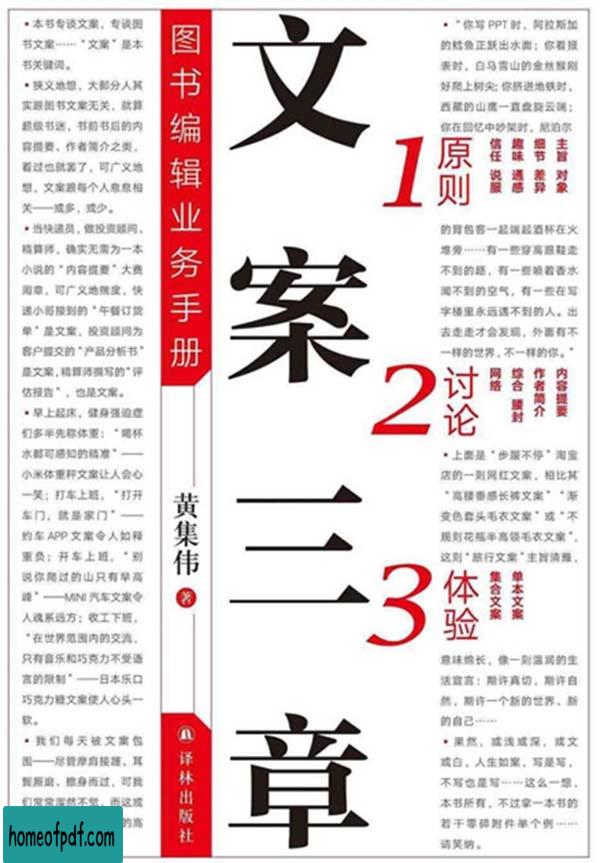 • 本书专谈文案，专谈图
书文案……“文案”是本
书关键词。
• 狭义地想，大部分人其
实跟图书文案无关，就算
超级书迷，书前书后的内
容提要、作者简介之类，
看过也就罢了，可广义地
想，文案跟每个人息息相
关——或多，或少。
• 当快递员，做投资顾问、
精算师，确实无需为一本
小说的“内容提要”大费
周章，可广义地揣度，快
递小哥接到的“午餐订货
单”是文案，投资顾问为
客户提交的“产品分析书”
是文案，精算师撰写的“评
估报告”，也是文案。
• 早上起床，健身强迫症
们多半先称体重：“喝杯
水都可感知的精准”——
小米体重秤文案让人会心
一笑；打车上班，“打开
车门，就是家门”——
约车APP文案令人如释
重负；开车上班，“别
说你爬过的山只有早高
峰”——MINI汽车文案令
人魂系远方；收工下班，
“在世界范围内的交流，
只有音乐和巧克力不受语
言的限制”——日本乐口
巧克力糖文案使人心头一
软。
• 我们每天被文案包
围——尽管摩肩接踵、耳
鬓厮磨、擦身而过，可我
们常常浑然不觉，而这或
的高
图书编辑业务手册
黄集伟 著
译林出版社
文案三章
• “你写PPT时，阿拉斯加
的鳕鱼正跃出水面；你看报
表时，白马雪山的金丝猴刚
好爬上树尖；你挤进地铁时，
西藏的山鹰一直盘旋云端；
你在回忆中吵架时，尼泊尔
1 原则
主旨 对象
细节 差异
趣味 通感
信任 说服
的背包客一起端起酒杯在火
堆旁……有一些穿高跟鞋走
不到的路，有一些喷着香水
闻不到的空气，有一些在写
字楼里永远遇不到的人。出
去走走才会发现，外面有不
一样的世界，不一样的你。”
2 讨论
内容提要
作者简介
综合 腰封
网络
• 上面是“步履不停”淘宝
店的一则网红文案，相比其
“高腰垂感长裤文案”“渐
变色套头毛衣文案”或“不
规则花瓶半高领毛衣文案”，
这则“旅行文案”主旨清雅，
3 体验
单本文案
集合文案
意味绵长，像一则温润的生
活宣言：期许真切，期许自
然，期许一个新的世界、新
的自己……
• 果然，或浅或深，或文
或白，人生如案，写是写，
不写也是写……这么一想，
本书所有，不过拿一本书的
若干零碎附件举个例……
请笑纳。
homeofpdf.com